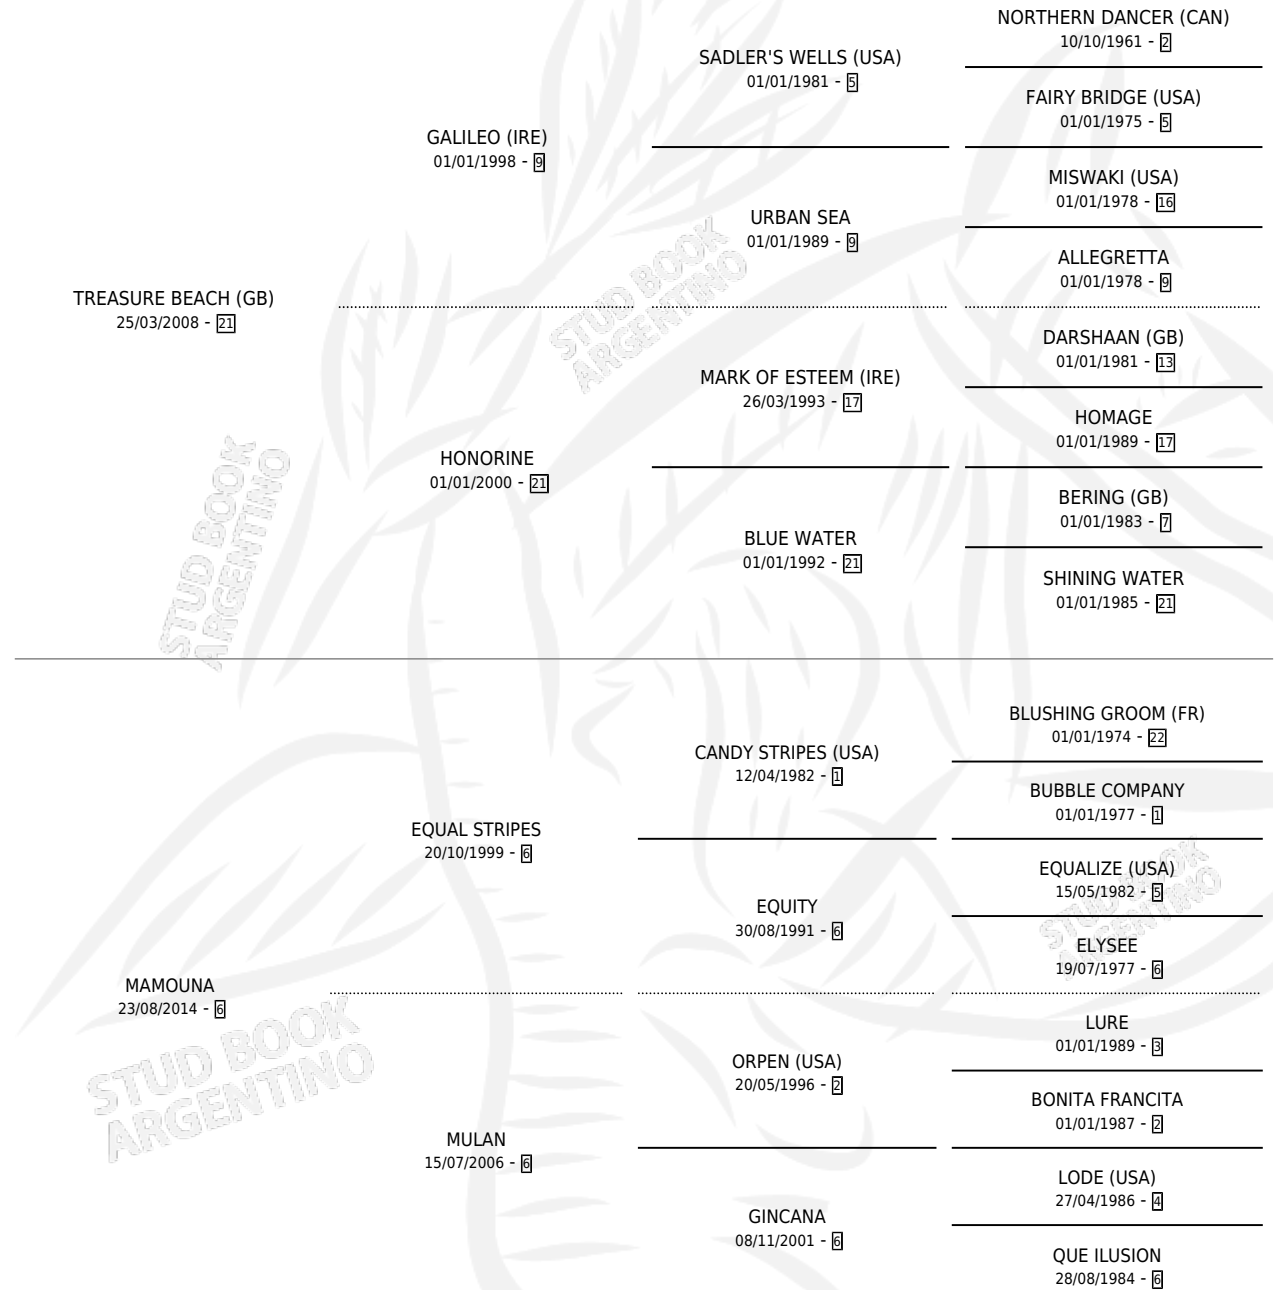 NORTHERN DANCER (CAN)
10/10/1961 - 2
SADLER'S WELLS (USA)
01/01/1981 - 5
FAIRY BRIDGE (USA)
01/01/1975 - 5
GALILEO (IRE)
01/01/1998 - 9
MISWAKI (USA)
01/01/1978 - 16
URBAN SEA
01/01/1989 - 9
ALLEGRETTA
01/01/1978 - 9
TREASURE BEACH (GB)
25/03/2008 - 21
STUD BOOK
ARGENTINO
DARSHAAN (GB)
01/01/1981 - 13
MARK OF ESTEEM (IRE)
26/03/1993 - 17
HOMAGE
01/01/1989 - 17
HONORINE
01/01/2000 - 21
BERING (GB)
01/01/1983 - 7
BLUE WATER
01/01/1992 - 21
SHINING WATER
01/01/1985 - 21
STUD BOOK
ARGENTINO
BLUSHING GROOM (FR)
01/01/1974 - 22
CANDY STRIPES (USA)
12/04/1982 - 1
BUBBLE COMPANY
01/01/1977 - 1
EQUAL STRIPES
20/10/1999 - 6
EQUALIZE (USA)
15/05/1982 - 5
EQUITY
30/08/1991 - 6
STUD BOOK
ARGENTINO
ELYSEE
19/07/1977 - 6
MAMOUNA
23/08/2014 - 6
LURE
01/01/1989 - 3
ORPEN (USA)
20/05/1996 - 2
BONITA FRANCITA
01/01/1987 - 2
STUD BOOK
ARGENTINO
MULAN
15/07/2006 - 6
LODE (USA)
27/04/1986 - 4
GINCANA
08/11/2001 - 6
QUE ILUSION
28/08/1984 - 6